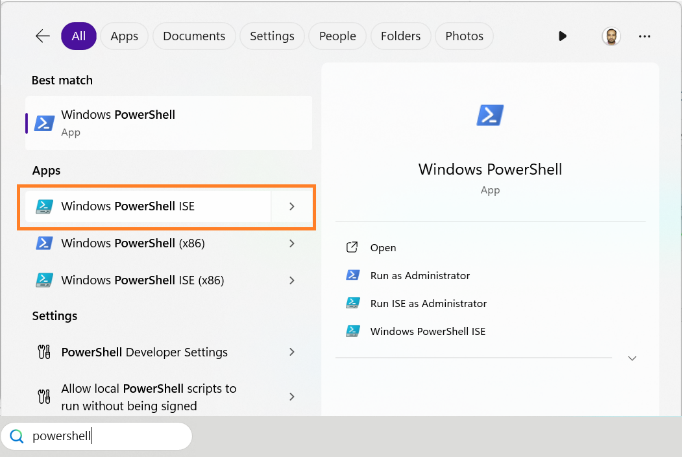 All
Apps
Documents
Settings
People
Folders
Photos
Best match
Windows PowerShell
App
Apps
Windows PowerShell ISE
Windows PowerShell (x86)
Windows PowerShell ISE (x86)
Settings
PowerShell Developer Settings
Allow local PowerShell scripts to
run without being signed
Windows PowerShell
App
Open
Run as Administrator
Run ISE as Administrator
Windows PowerShell ISE
powershell